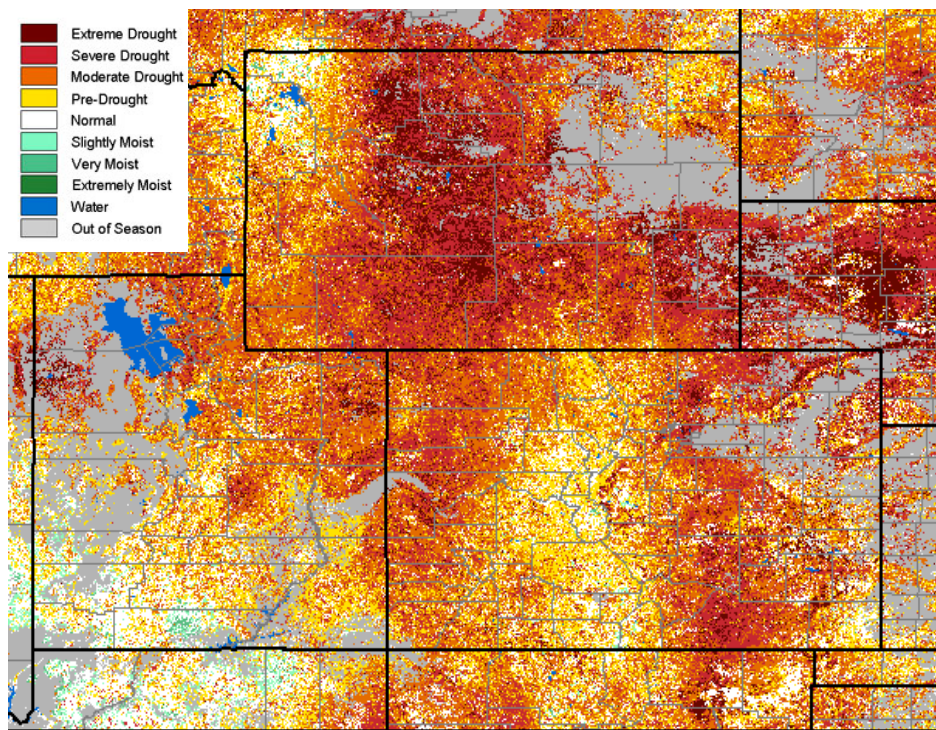 Extreme Drought
Severe Drought
Moderate Drought
Pre-Drought
Normal
Slightly Moist
Very Moist
Extremely Moist
Water
Out of Season